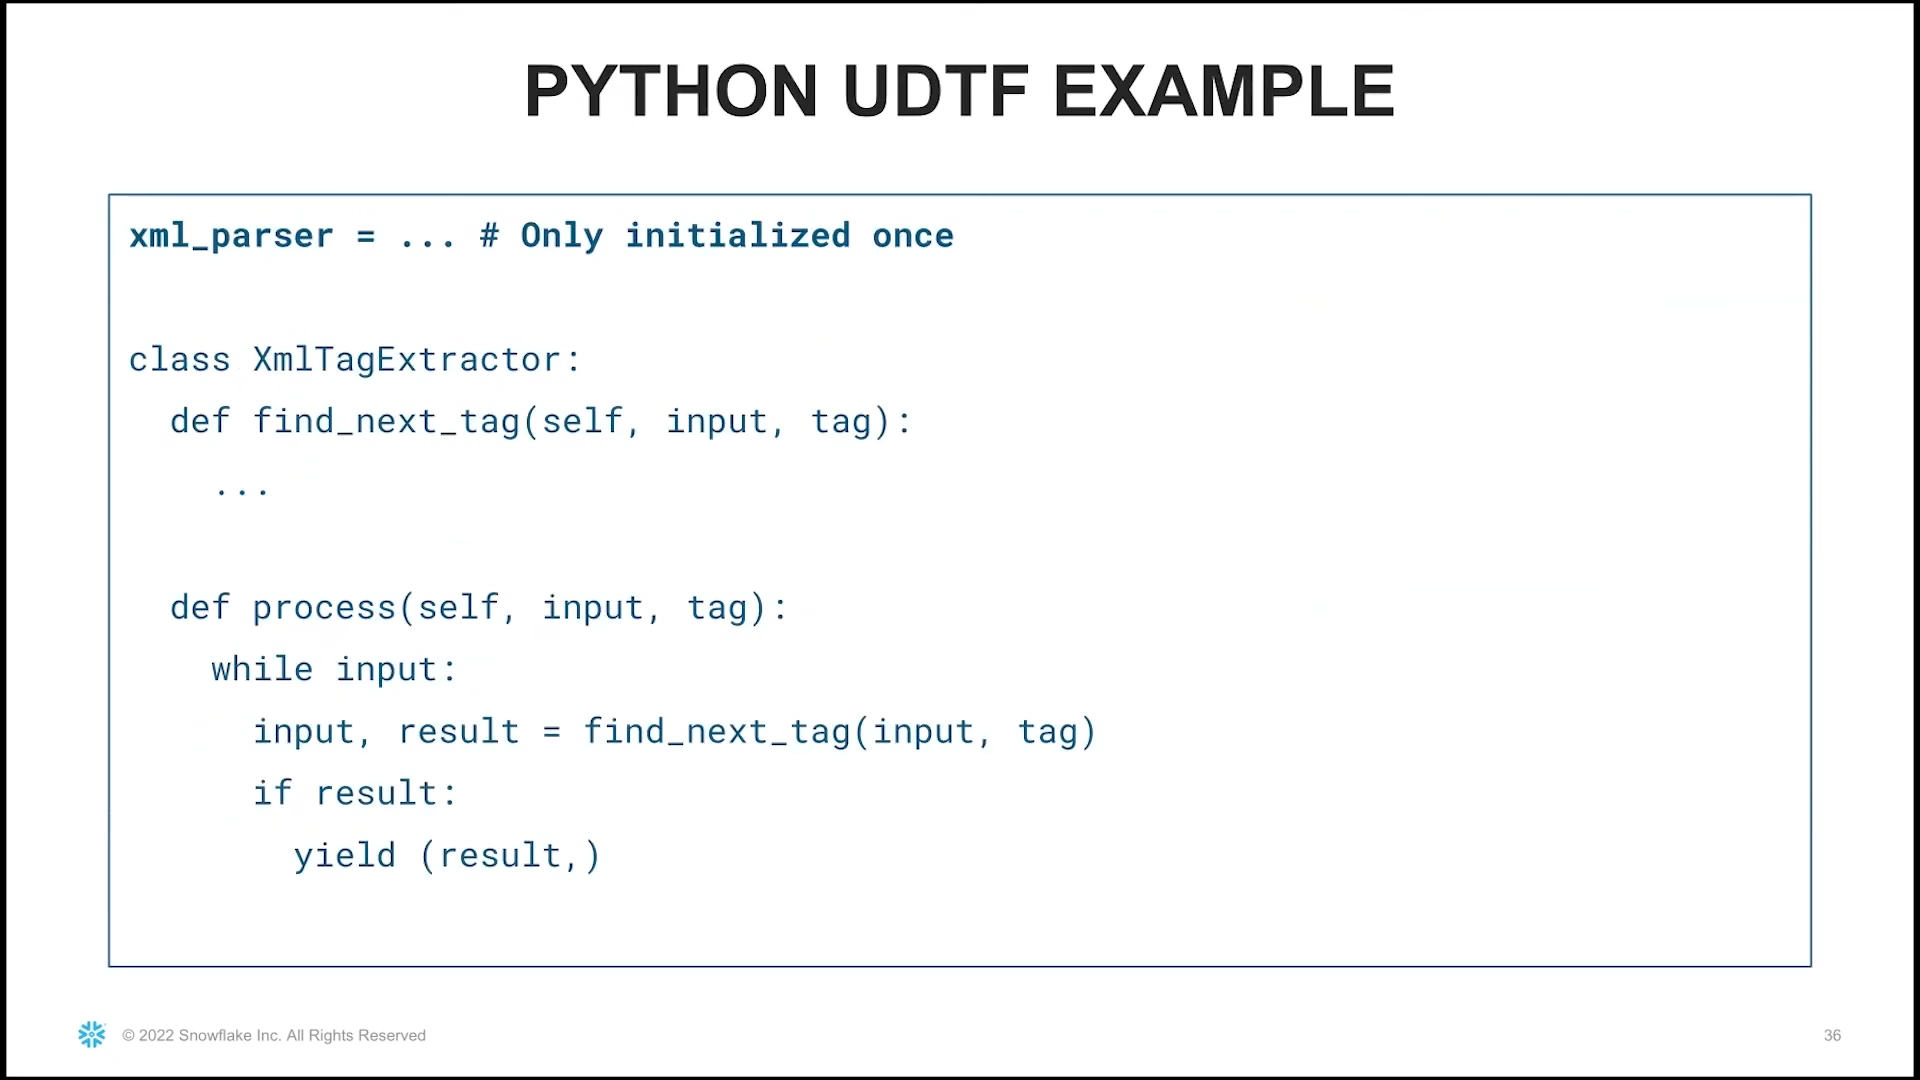 PYTHON UDTF EXAMPLE
xml_parser = ... # Only initialized once
class XmlTagExtractor:
def find_next_tag(self, input, tag):
...
def process(self, input, tag):
while input:
input, result = find_next_tag(input, tag)
if result:
yield (result,)
© 2022 Snowflake Inc. All Rights Reserved
36